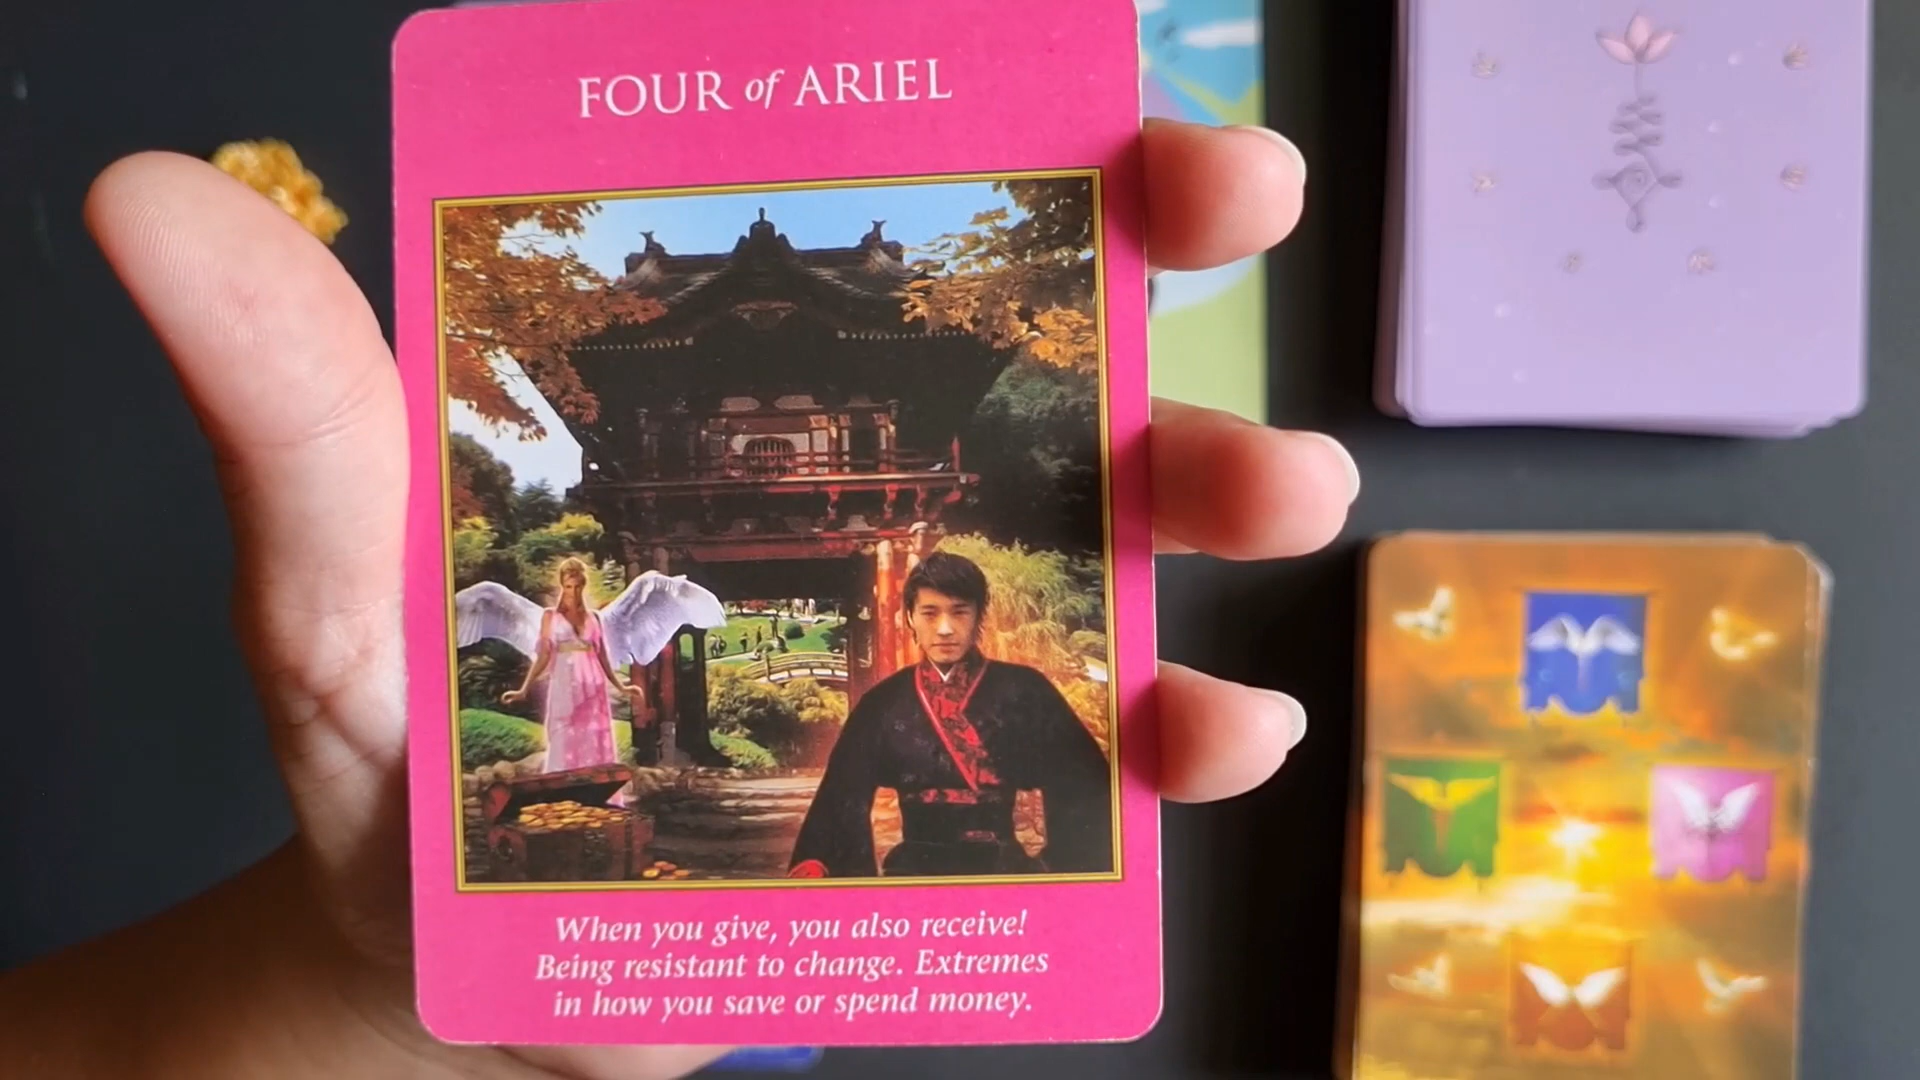 FOUR of ARIEL
When you give, you also receive!
Being resistant to change. Extremes
in how you save or spend money.